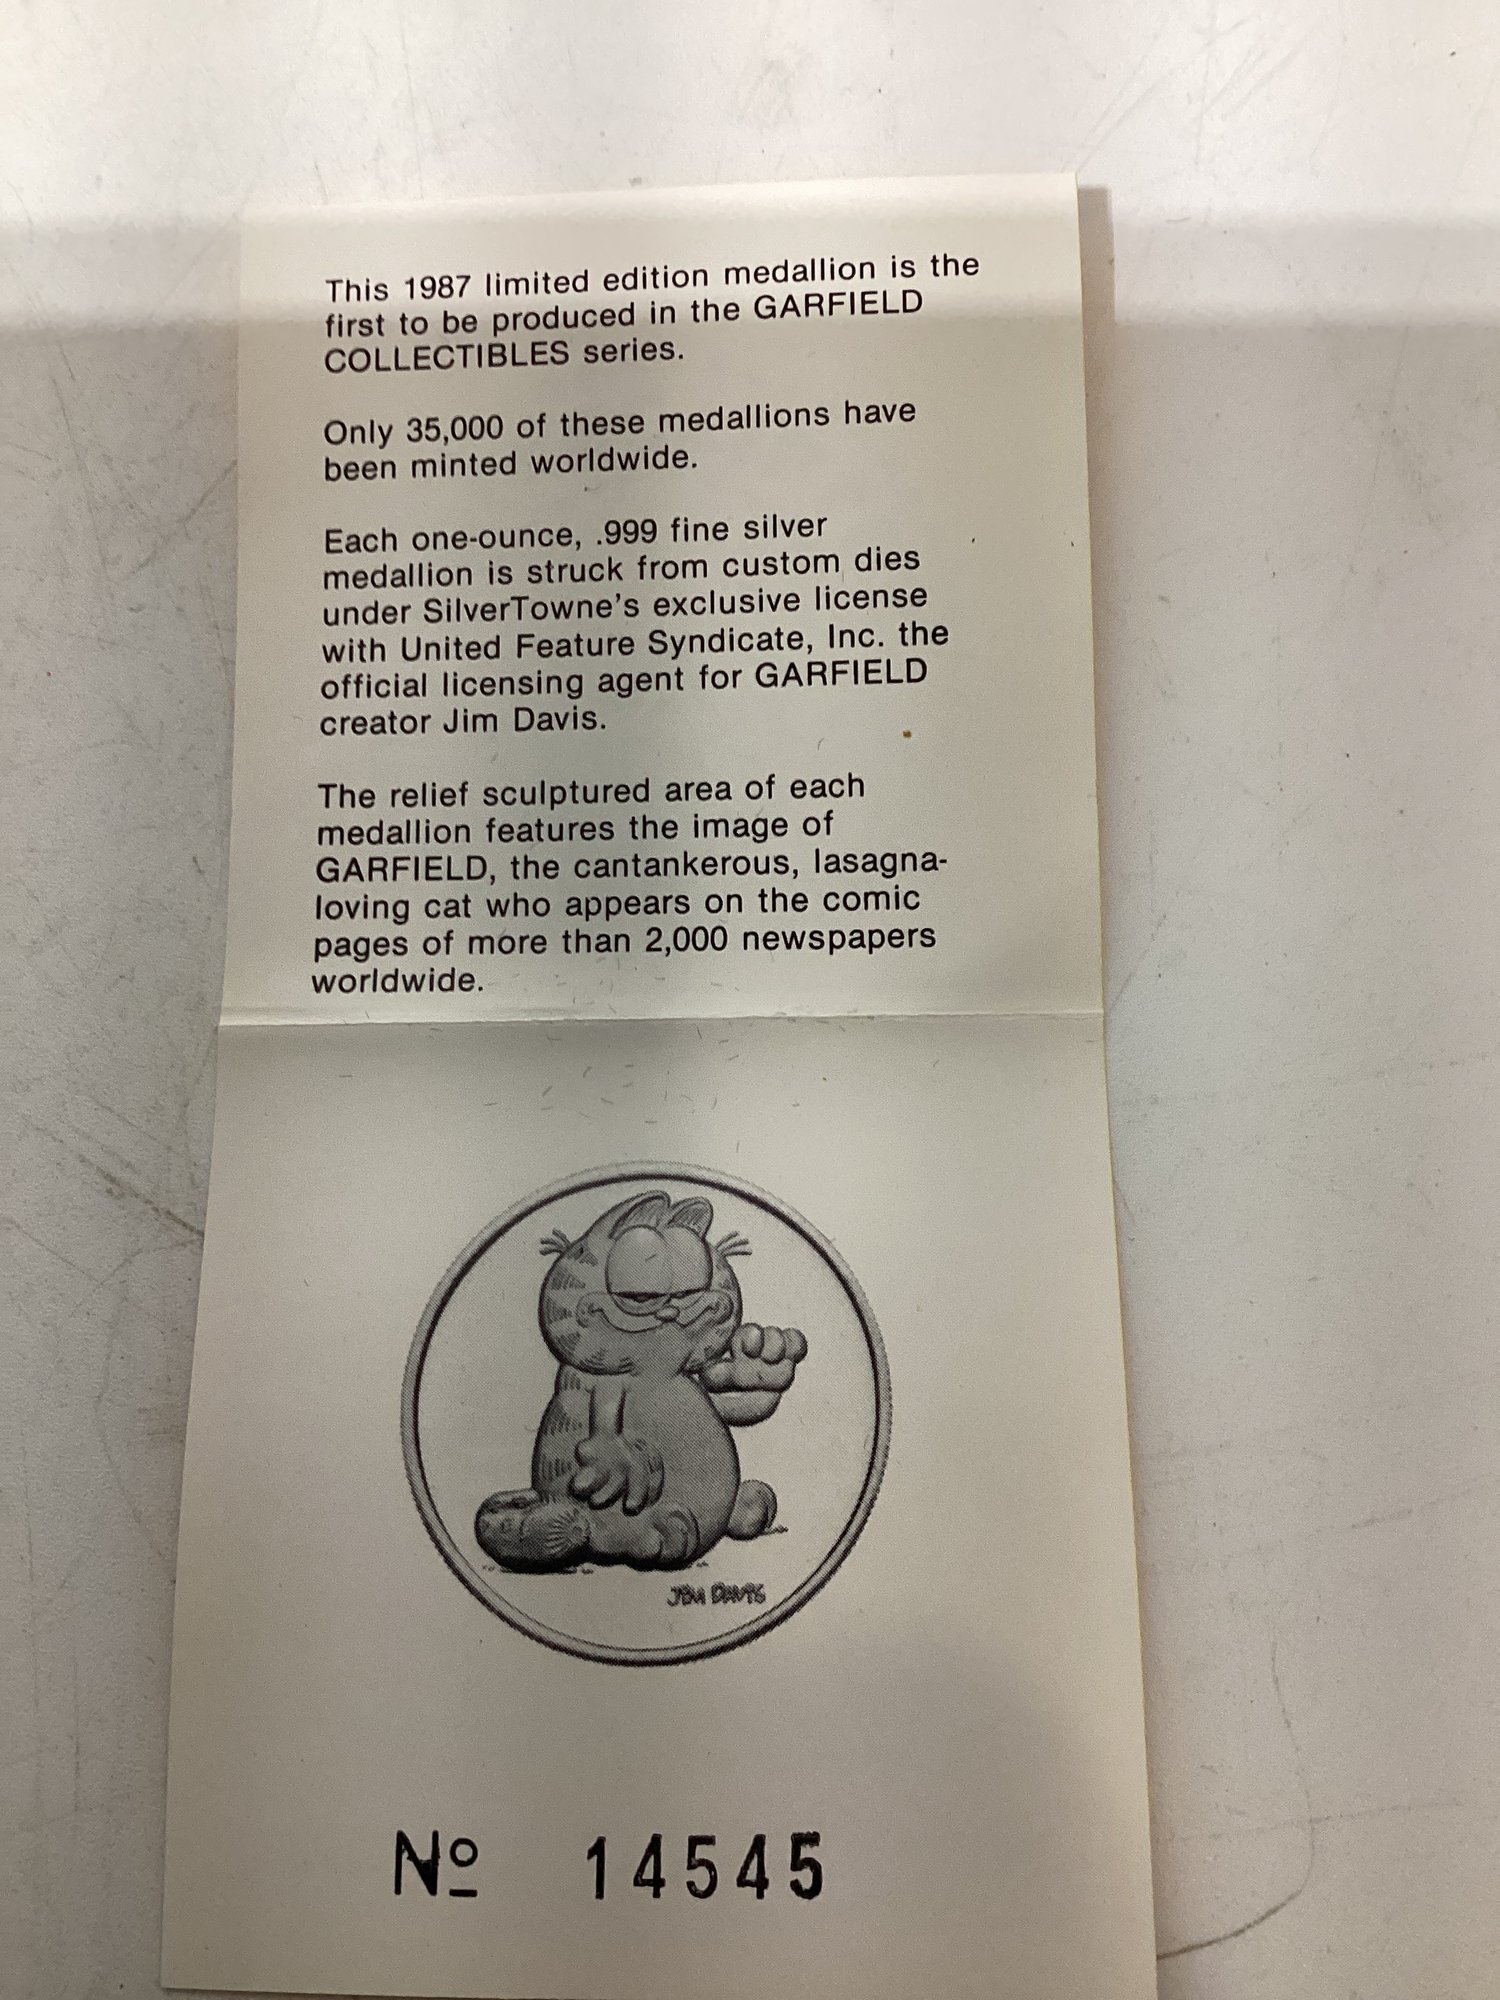 This 1987 limited edition medallion is the
first to be produced in the GARFIELD
COLLECTIBLES series.
Only 35,000 of these medallions have
been minted worldwide.
Each one-ounce, .999 fine silver
medallion is struck from custom dies
under SilverTowne's exclusive license
with United Feature Syndicate, Inc. the
official licensing agent for GARFIELD
creator Jim Davis.
The relief sculptured area of each
medallion features the image of
GARFIELD, the cantankerous, lasagna-
loving cat who appears on the comic
pages of more than 2,000 newspapers
worldwide.
JIM DAVIS
Nº 14545